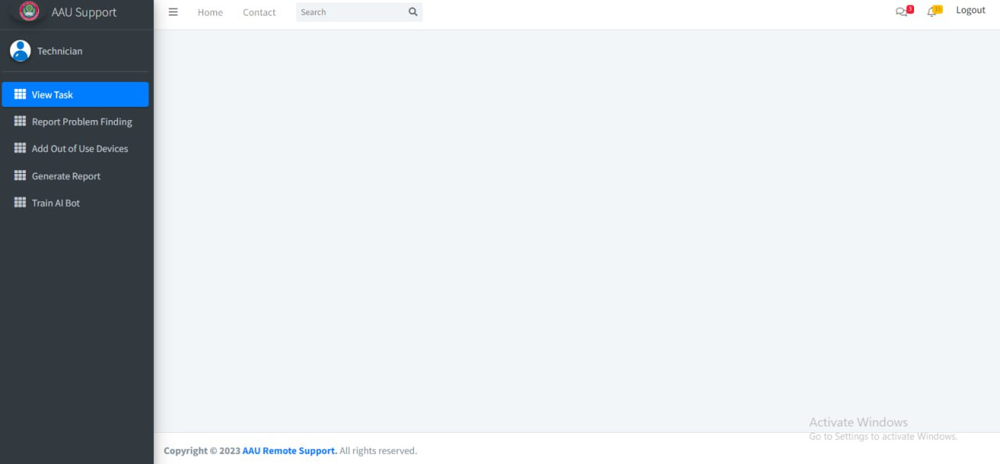 AAU Support
Home
Contact
Search
3
15
Logout
Technician
View Task
Report Problem Finding
Add Out of Use Devices
Generate Report
Train AI Bot
Activate Windows
Go to Settings to activate Windows.
Copyright © 2023 AAU Remote Support. All rights reserved.